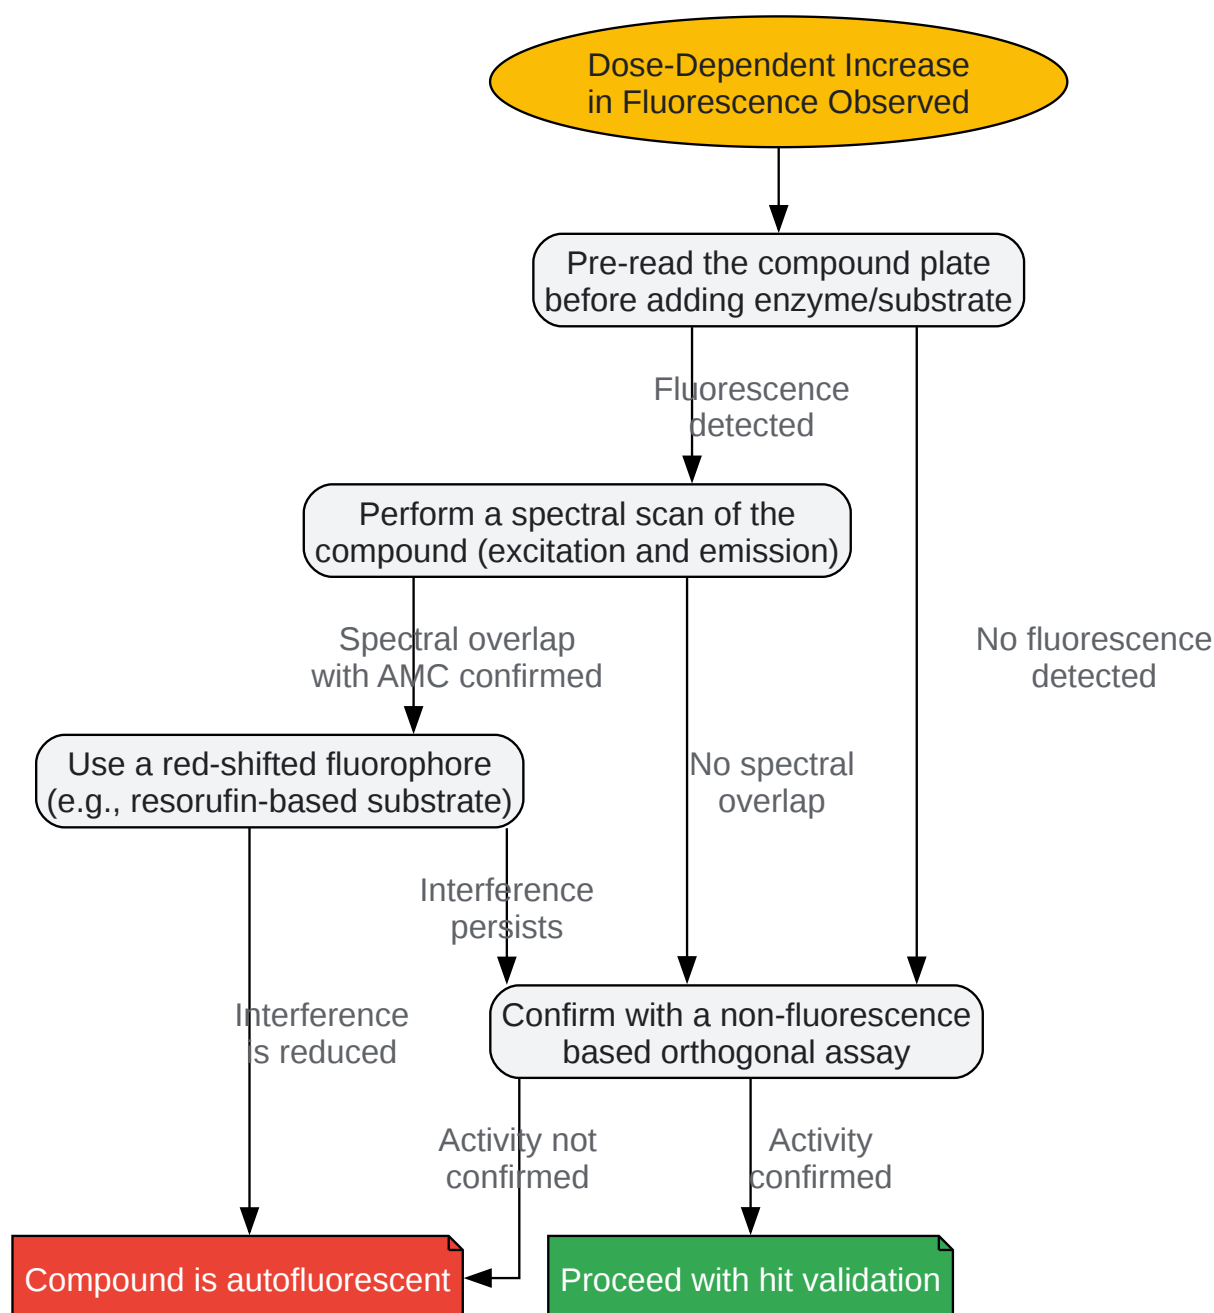 Dose-Dependent Increase
in Fluorescence Observed
Pre-read the compound plate
before adding enzyme/substrate
Fluorescence
detected
Perform a spectral scan of the
compound (excitation and emission)
Spectral overlap
with AMC confirmed
No fluorescence
detected
Use a red-shifted fluorophore
(e.g., resorufin-based substrate)
No spectral
overlap
Interference
persists
Interference
is reduced
Confirm with a non-fluorescence
based orthogonal assay
Activity not
confirmed
Activity
confirmed
Compound is autofluorescent
Proceed with hit validation